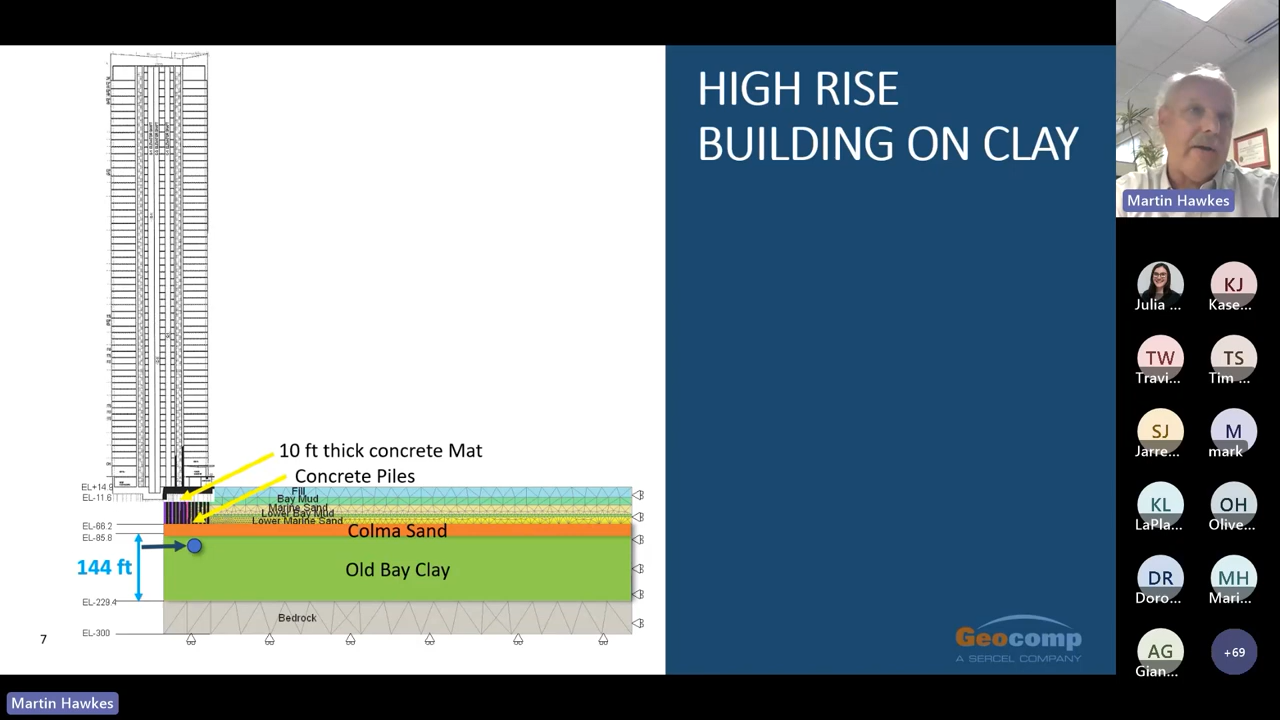 HIGH RISE
BUILDING ON CLAY
10 ft thick concrete Mat
Concrete Piles
EL+14.9
EL-11.6
Fill
Bay Mud
Marine Sand
Lower Bay Mud
Lower Marine Sand
EL-66.2
Colma Sand
EL-85.8
144 ft
Old Bay Clay
EL-229.4
Bedrock
EL-300
7
Geocomp
A SERCEL COMPANY
Martin Hawkes
Julia ...
KJ
Kase...
TW
Travi...
TS
Tim ...
SJ
Jarre...
M
mark
KL
LaPla...
OH
Olive...
DR
Doro...
MH
Mari...
AG
Gian...
+69
Martin Hawkes